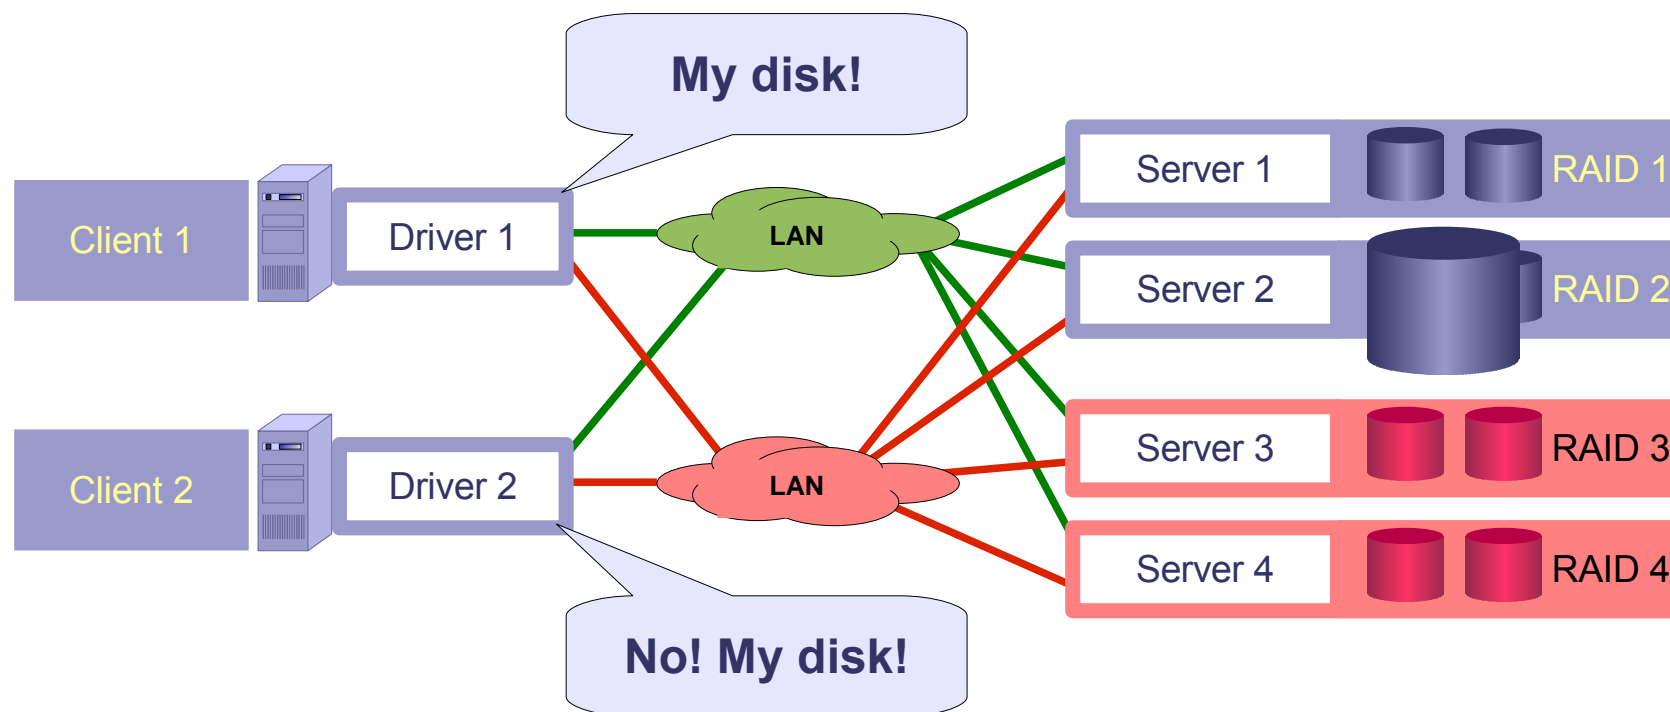 My disk!
Client 1
Driver 1
LAN
Server 1
RAID 1
Server 2
RAID 2
Client 2
Driver 2
LAN
Server 3
RAID 3
Server 4
RAID 4
No! My disk!